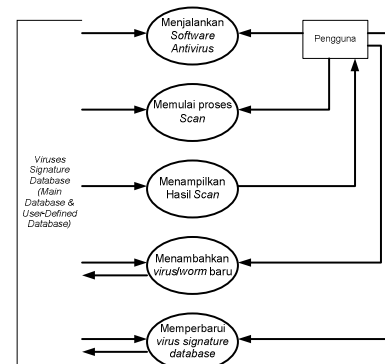 Menjalankan
Software
Antivirus
Pengguna
Memulai proses
Scan
Viruses
Signature
Database
(Main
Database &
User-Defined
Database)
Menampilkan
Hasil Scan
Menambahkan
virus/worm baru
Memperbarui
virus signature
database